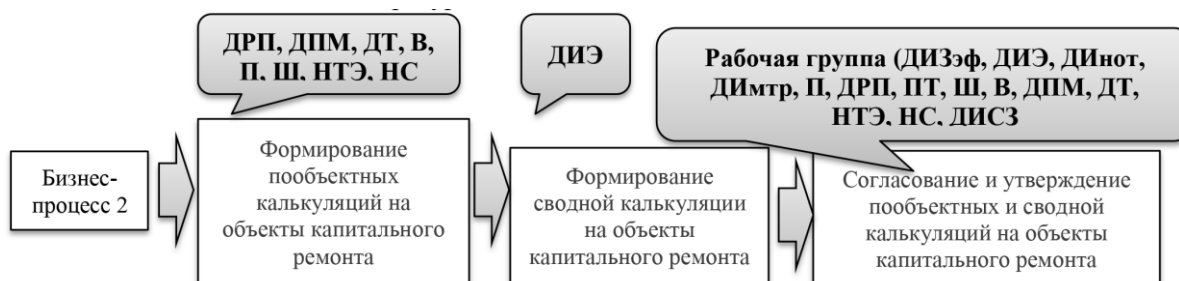 ДРП, ДПМ, ДТ, В,
П, Ш, НТЭ, НС
ДИЭ
Рабочая группа (ДИЗэф, ДИЭ, ДИнот,
ДИмтр, П, ДРП, ПТ, Ш, В, ДПМ, ДТ,
НТЭ, НС, ДИСЗ
Бизнес-
процесс 2
Формирование
пообъектных
калькуляций на
объекты капитального
ремонта
Формирование
сводной калькуляции
на объекты
капитального ремонта
Согласование и утверждение
пообъектных и сводной
калькуляций на объекты
капитального ремонта